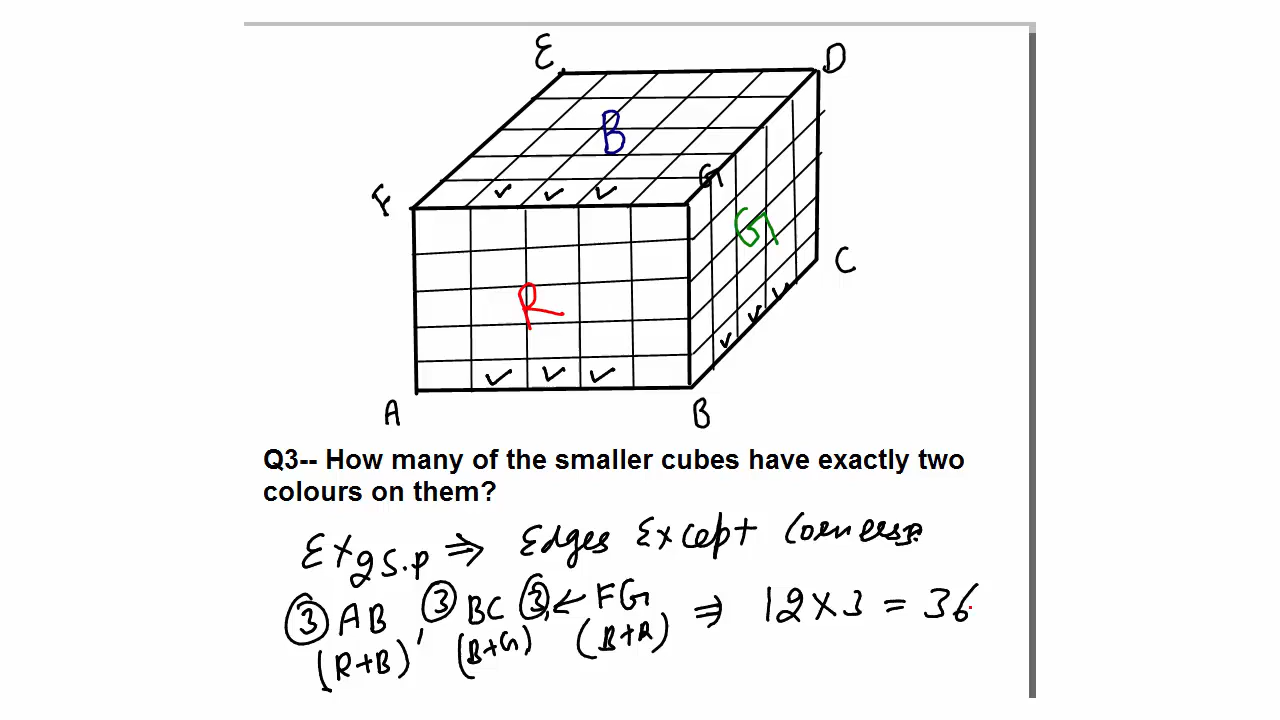 E
D
B
G
F
G
C
R
A
B
Q3-- How many of the smaller cubes have exactly two
colours on them?
Ex 2S.P ⇒ Edges Except Corners.
③ AB, ③ BC ③ ← FG ⇒ 12 × 3 = 36
(R+B) (B+G) (B+R)